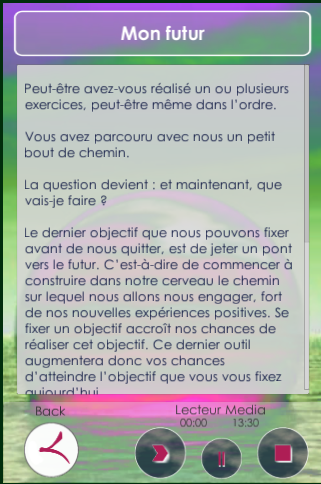 Mon futur
Peut-être avez-vous réalisé un ou plusieurs
exercices, peut-être même dans l'ordre.
Vous avez parcouru avec nous un petit
bout de chemin.
La question devient : et maintenant, que
vais-je faire ?
Le dernier objectif que nous pouvons fixer
avant de nous quitter, est de jeter un pont
vers le futur. C'est-à-dire de commencer à
construire dans notre cerveau le chemin
sur lequel nous allons nous engager, fort
de nos nouvelles expériences positives. Se
fixer un objectif accroît nos chances de
réaliser cet objectif. Ce dernier outil
augmentera donc vos chances
d'atteindre l'objectif que vous vous fixez
aujourd'hui
Back
Lecteur Media
00:00 13:30